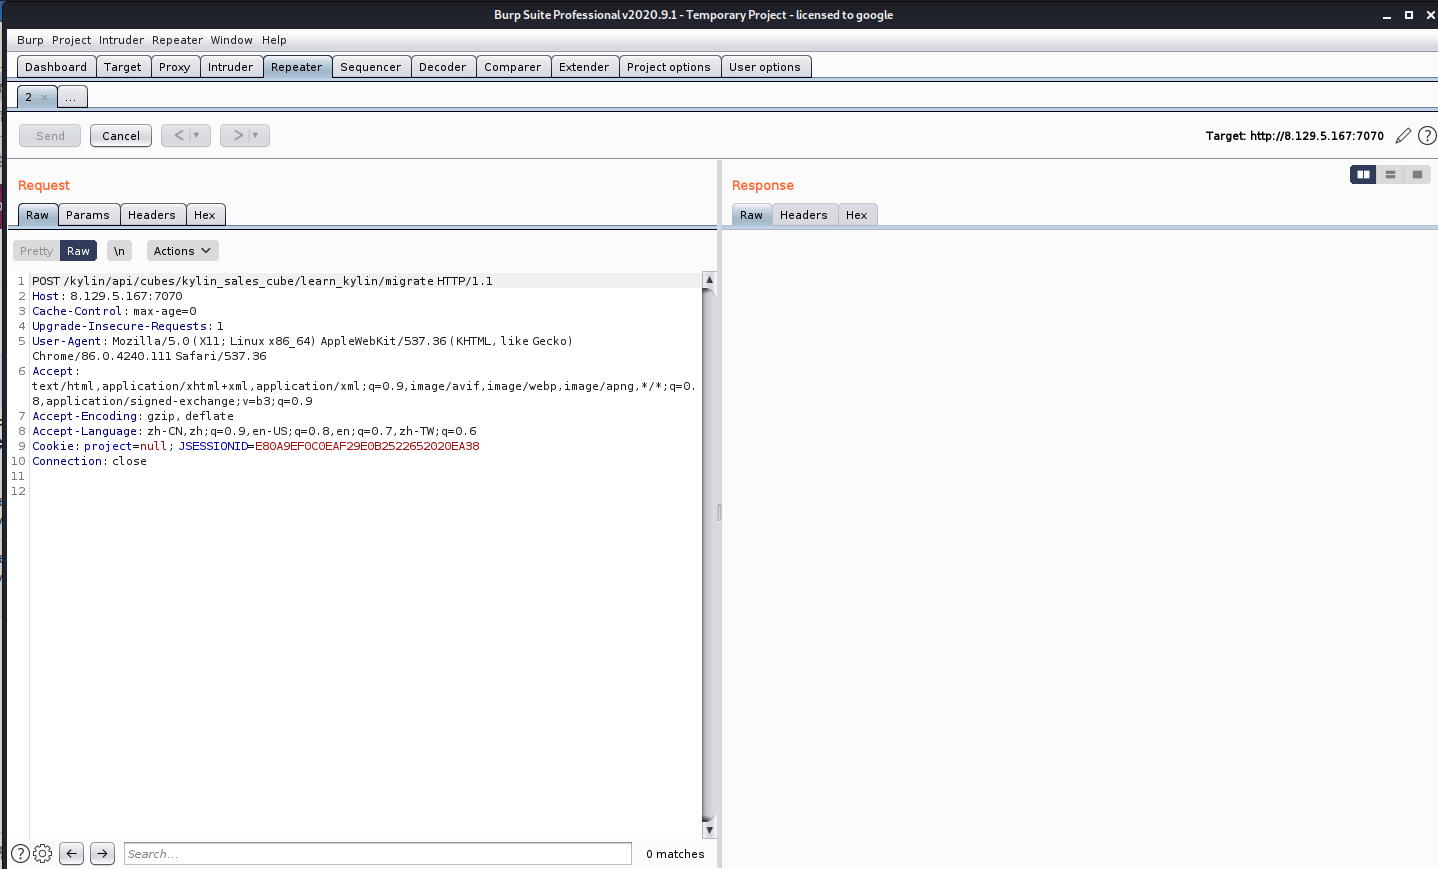 Burp Suite Professional v2020.9.1 - Temporary Project - licensed to google
Burp Project Intruder Repeater Window Help
Dashboard Target Proxy Intruder Repeater Sequencer Decoder Comparer Extender Project options User options
2 × ...
Send Cancel < > Target: http://8.129.5.167:7070 ?
Request Response
Raw Params Headers Hex Raw Headers Hex
Pretty Raw \n Actions
1 POST /kylin/api/cubes/kylin_sales_cube/learn_kylin/migrate HTTP/1.1
2 Host: 8.129.5.167:7070
3 Cache-Control: max-age=0
4 Upgrade-Insecure-Requests: 1
5 User-Agent: Mozilla/5.0 (X11; Linux x86_64) AppleWebKit/537.36 (KHTML, like Gecko)
Chrome/86.0.4240.111 Safari/537.36
6 Accept:
text/html,application/xhtml+xml,application/xml;q=0.9,image/avif,image/webp,image/apng,*/*;q=0.
8,application/signed-exchange;v=b3;q=0.9
7 Accept-Encoding: gzip, deflate
8 Accept-Language: zh-CN,zh;q=0.9,en-US;q=0.8,en;q=0.7,zh-TW;q=0.6
9 Cookie: project=null; JSESSIONID=E80A9EF0C0EAF29E0B2522652020EA38
10 Connection: close
11
12
? Search... 0 matches